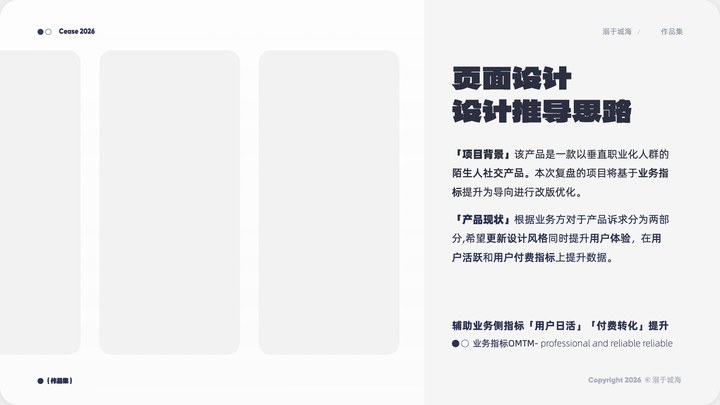 Cease 2026
溺于城海 / 作品集
页面设计
设计推导思路
「项目背景」该产品是一款以垂直职业化人群的
陌生人社交产品。本次复盘的项目将基于业务指
标提升为导向进行改版优化。
「产品现状」根据业务方对于产品诉求分为两部
分,希望更新设计风格同时提升用户体验，在用
户活跃和用户付费指标上提升数据。
辅助业务侧指标「用户日活」「付费转化」提升
业务指标OMTM- professional and reliable reliable
(作品集)
Copyright 2026 ®溺于城海